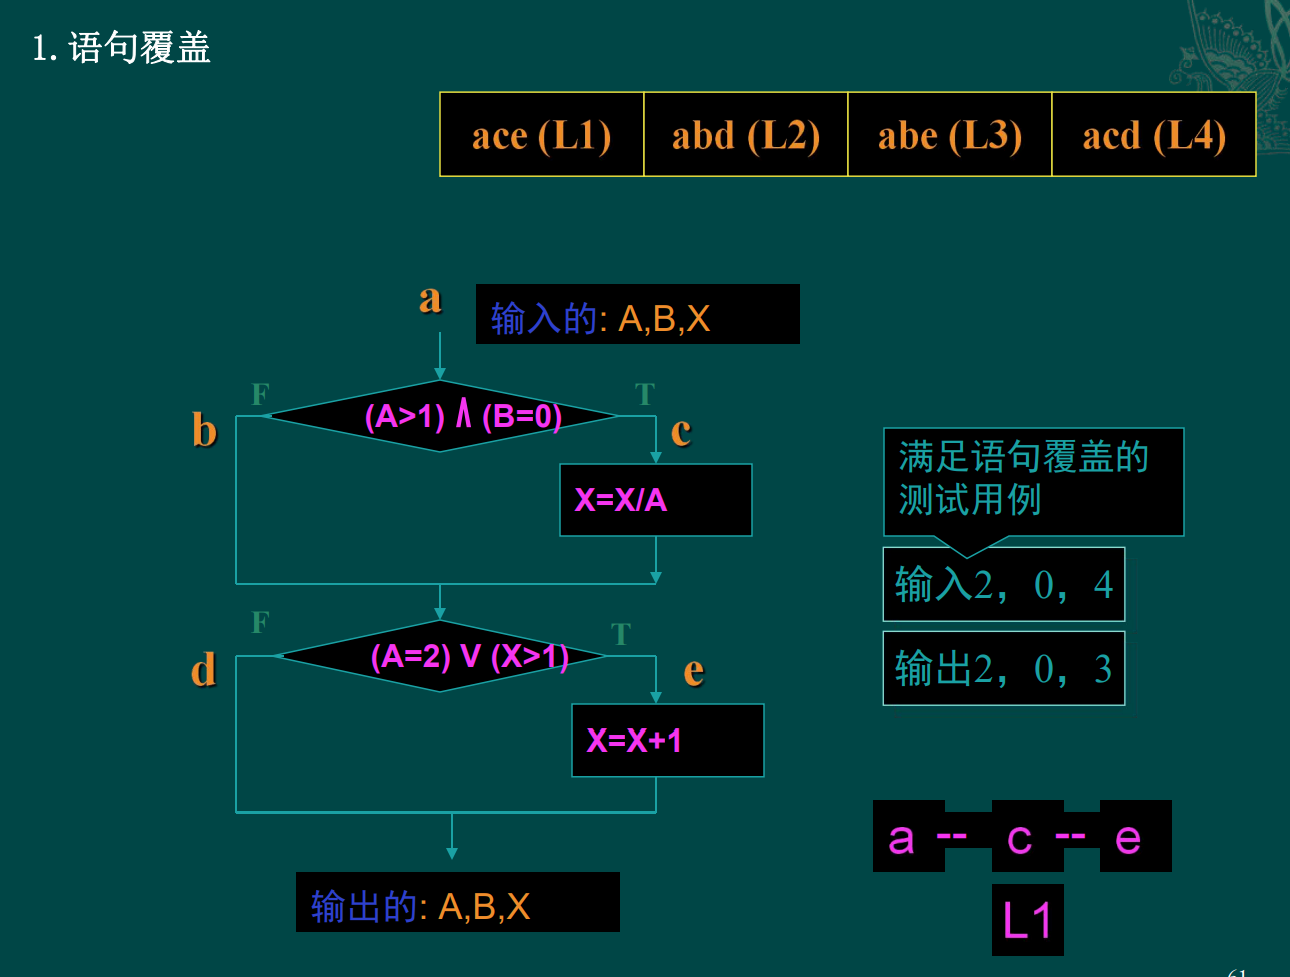 1. 语句覆盖
ace (L1) abd (L2) abe (L3) acd (L4)
a
输入的: A,B,X
F
T
b
(A>1) ∧ (B=0)
c
X=X/A
满足语句覆盖的
测试用例
输入2, 0, 4
F
T
d
(A=2) V (X>1)
e
输出2, 0, 3
X=X+1
a -- c -- e
L1
输出的: A,B,X